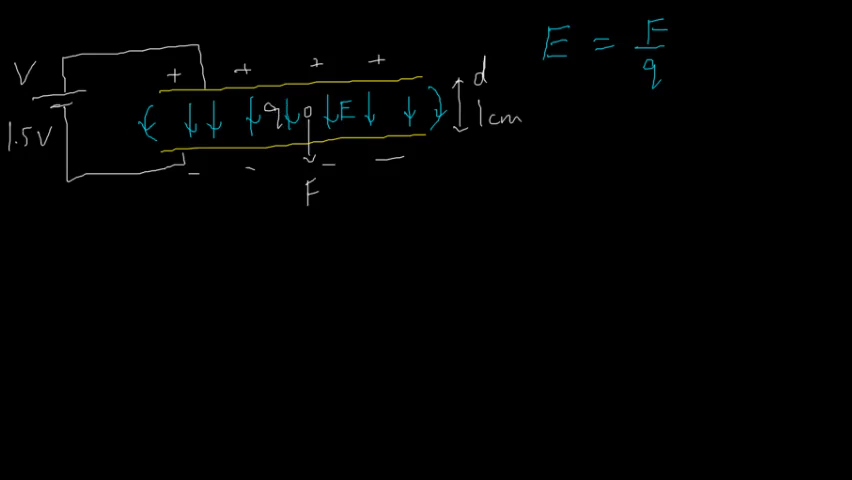 E = F/q
V
+ + + +
d
1.5V
q E
1cm
- - - -
F